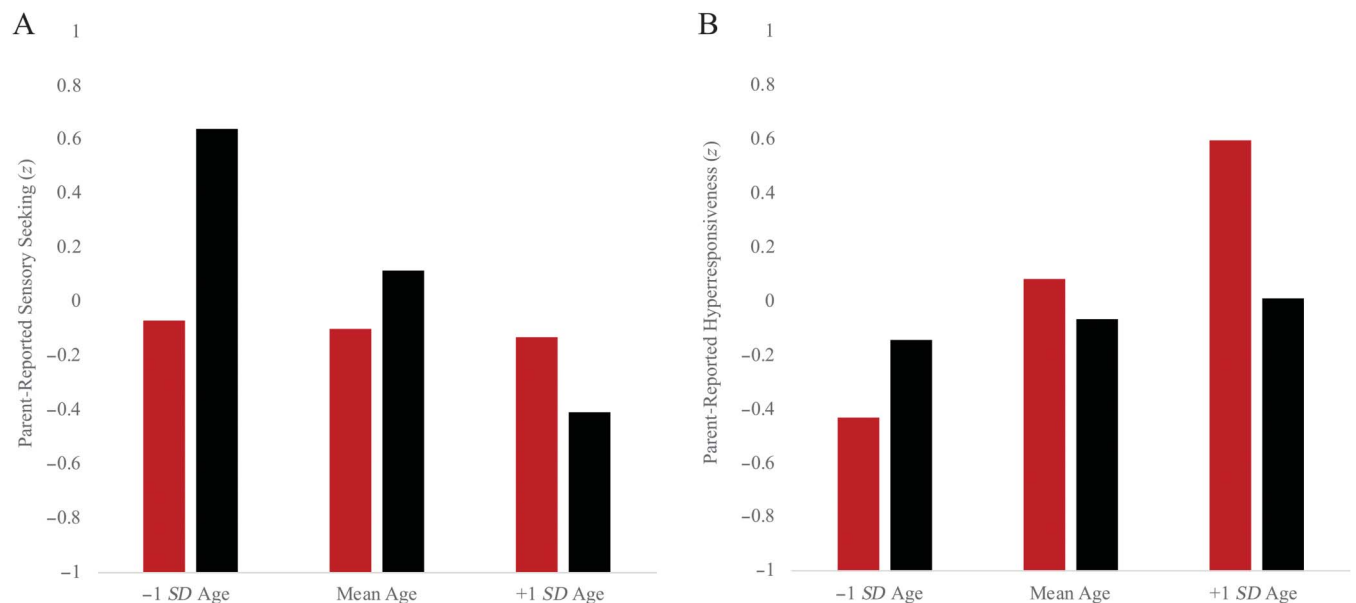 A
Parent-Reported Sensory Seeking (z)
1
0.8
0.6
0.4
0.2
0
−0.2
−0.4
−0.6
−0.8
−1
−1 SD Age
Mean Age
+1 SD Age
B
Parent-Reported Hyperresponsiveness (z)
1
0.8
0.6
0.4
0.2
0
−0.2
−0.4
−0.6
−0.8
−1
−1 SD Age
Mean Age
+1 SD Age